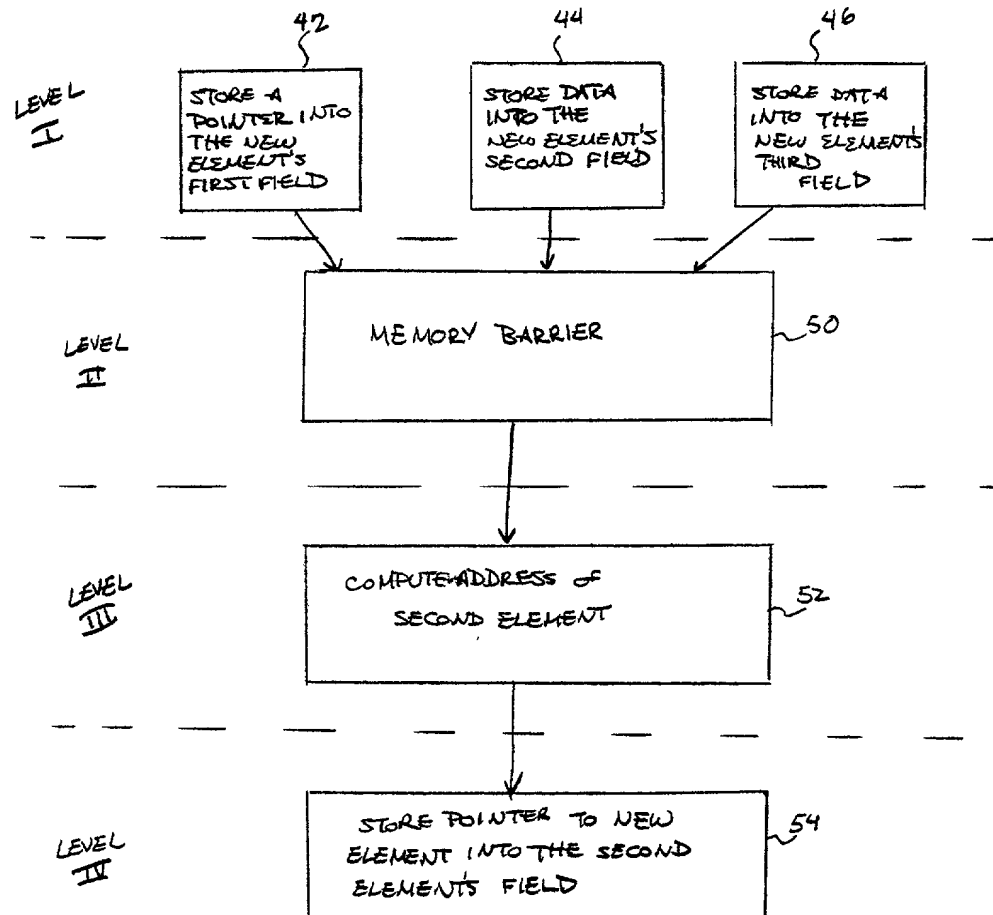 42
44
46
LEVEL
I
STORE A
POINTER INTO
THE NEW
ELEMENT'S
FIRST FIELD
STORE DATA
INTO THE
NEW ELEMENT'S
SECOND FIELD
STORE DATA
INTO THE
NEW ELEMENT'S
THIRD
FIELD
LEVEL
II
MEMORY BARRIER
50
LEVEL
III
COMPUTE ADDRESS OF
SECOND ELEMENT
52
LEVEL
IV
STORE POINTER TO NEW
ELEMENT INTO THE SECOND
ELEMENT'S FIELD
54